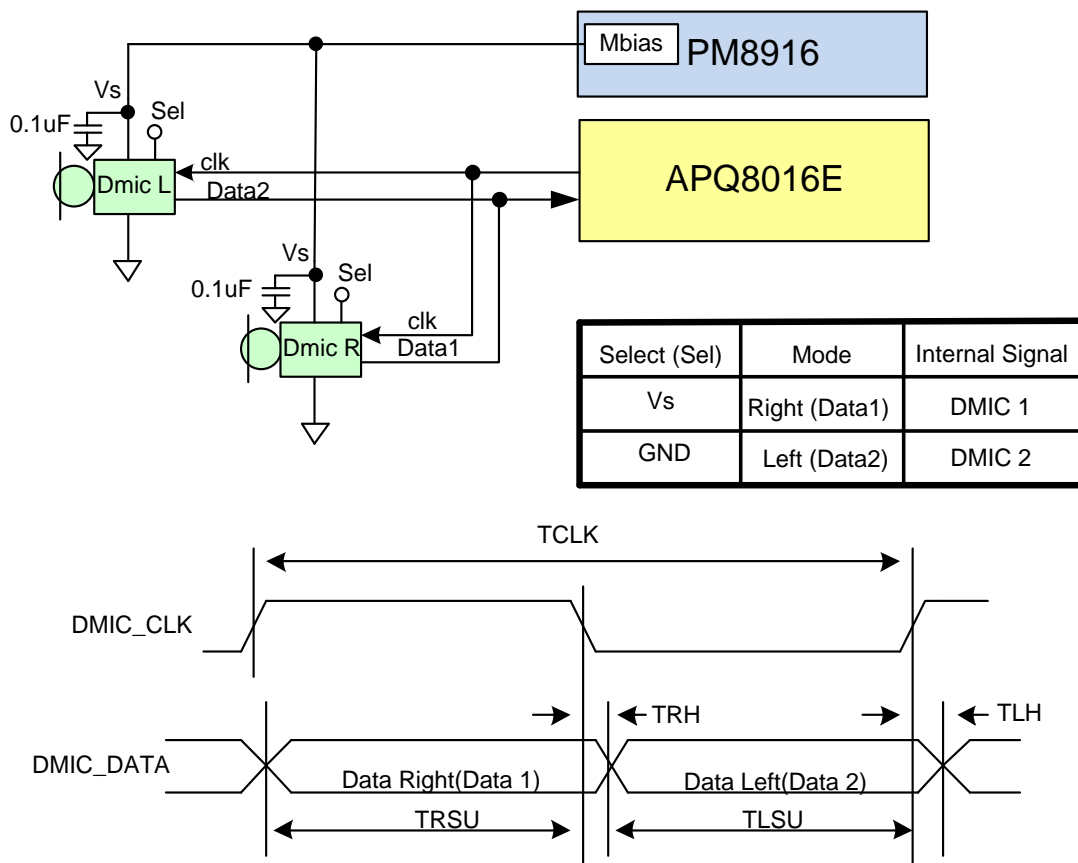 Mbias
PM8916
Vs
Sel
0.1uF
clk
APQ8016E
Dmic L
Data2
Vs
Sel
0.1uF
clk
Dmic R
Data1
Select (Sel) Mode Internal Signal
Vs Right (Data1) DMIC 1
GND Left (Data2) DMIC 2
TCLK
DMIC_CLK
TRH
TLH
DMIC_DATA
Data Right(Data 1)
Data Left(Data 2)
TRSU
TLSU